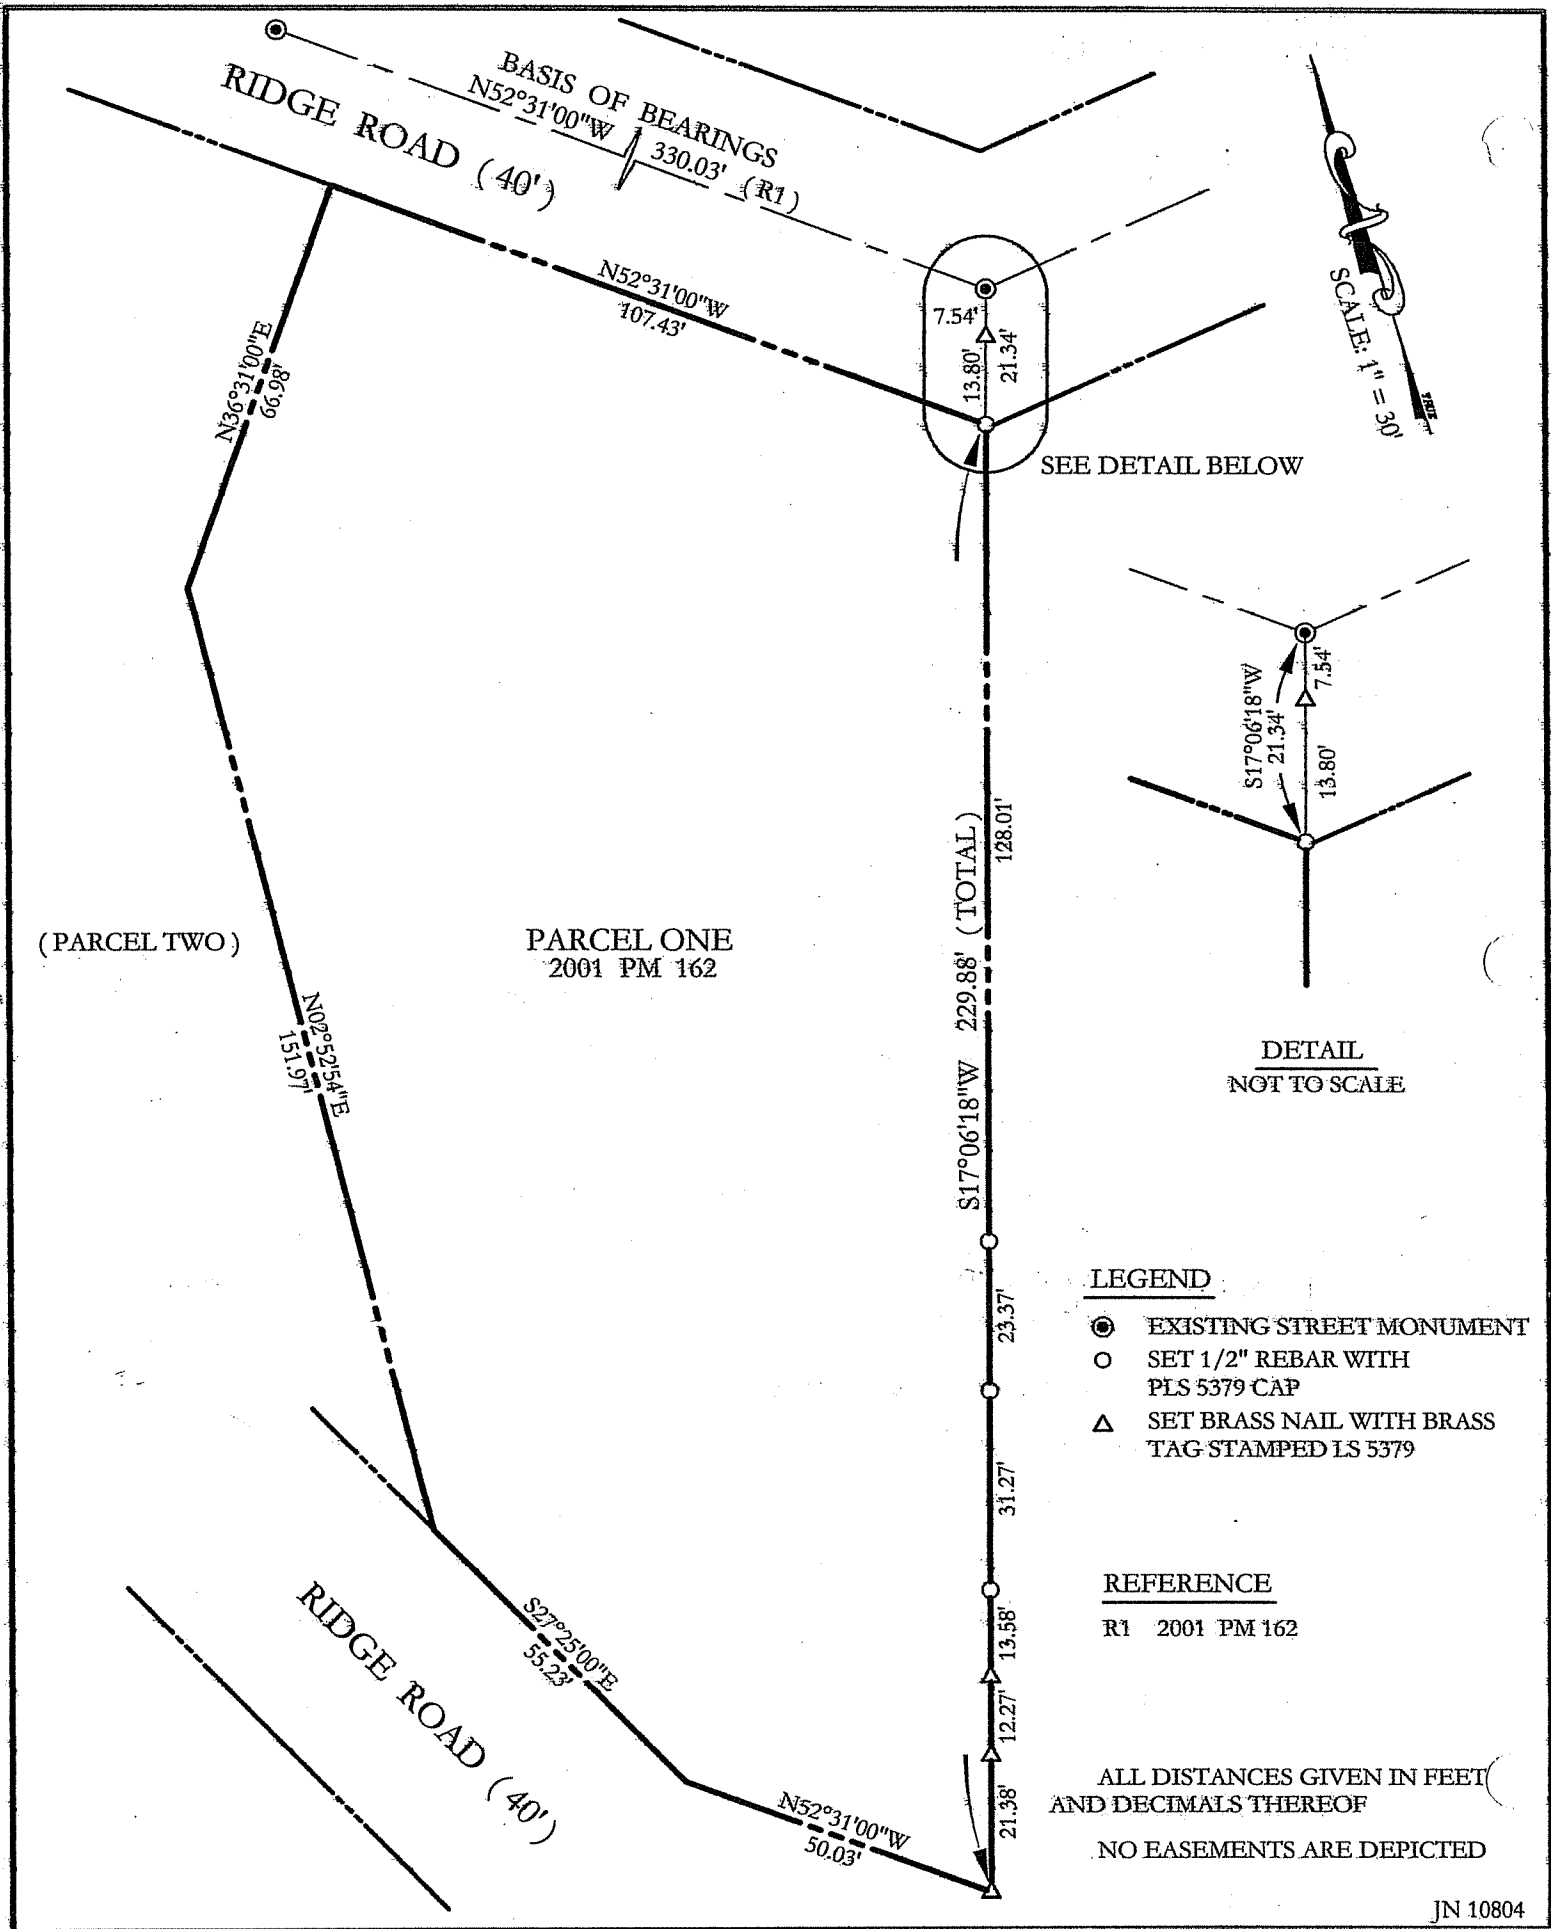 BASIS OF BEARINGS
N52°31'00"W
330.03' (R1)
RIDGE ROAD (40')
N52°31'00"W
107.43'
N36°31'00"E
66.98'
7.54'
13.80'
21.34'
SEE DETAIL BELOW
SCALE: 1" = 30'
TRUE
S17°06'18"W
21.34'
7.54'
13.80'
DETAIL
NOT TO SCALE
(PARCEL TWO)
PARCEL ONE
2001 PM 162
S17°06'18"W 229.88' (TOTAL)
128.01'
N02°52'54"E
151.97'
23.37'
31.27'
13.58'
12.27'
21.38'
LEGEND
EXISTING STREET MONUMENT
SET 1/2" REBAR WITH
PLS 5379 CAP
SET BRASS NAIL WITH BRASS
TAG STAMPED LS 5379
REFERENCE
R1 2001 PM 162
RIDGE ROAD (40')
S27°25'00"E
55.23'
N52°31'00"W
50.03'
ALL DISTANCES GIVEN IN FEET
AND DECIMALS THEREOF
NO EASEMENTS ARE DEPICTED
JN 10804